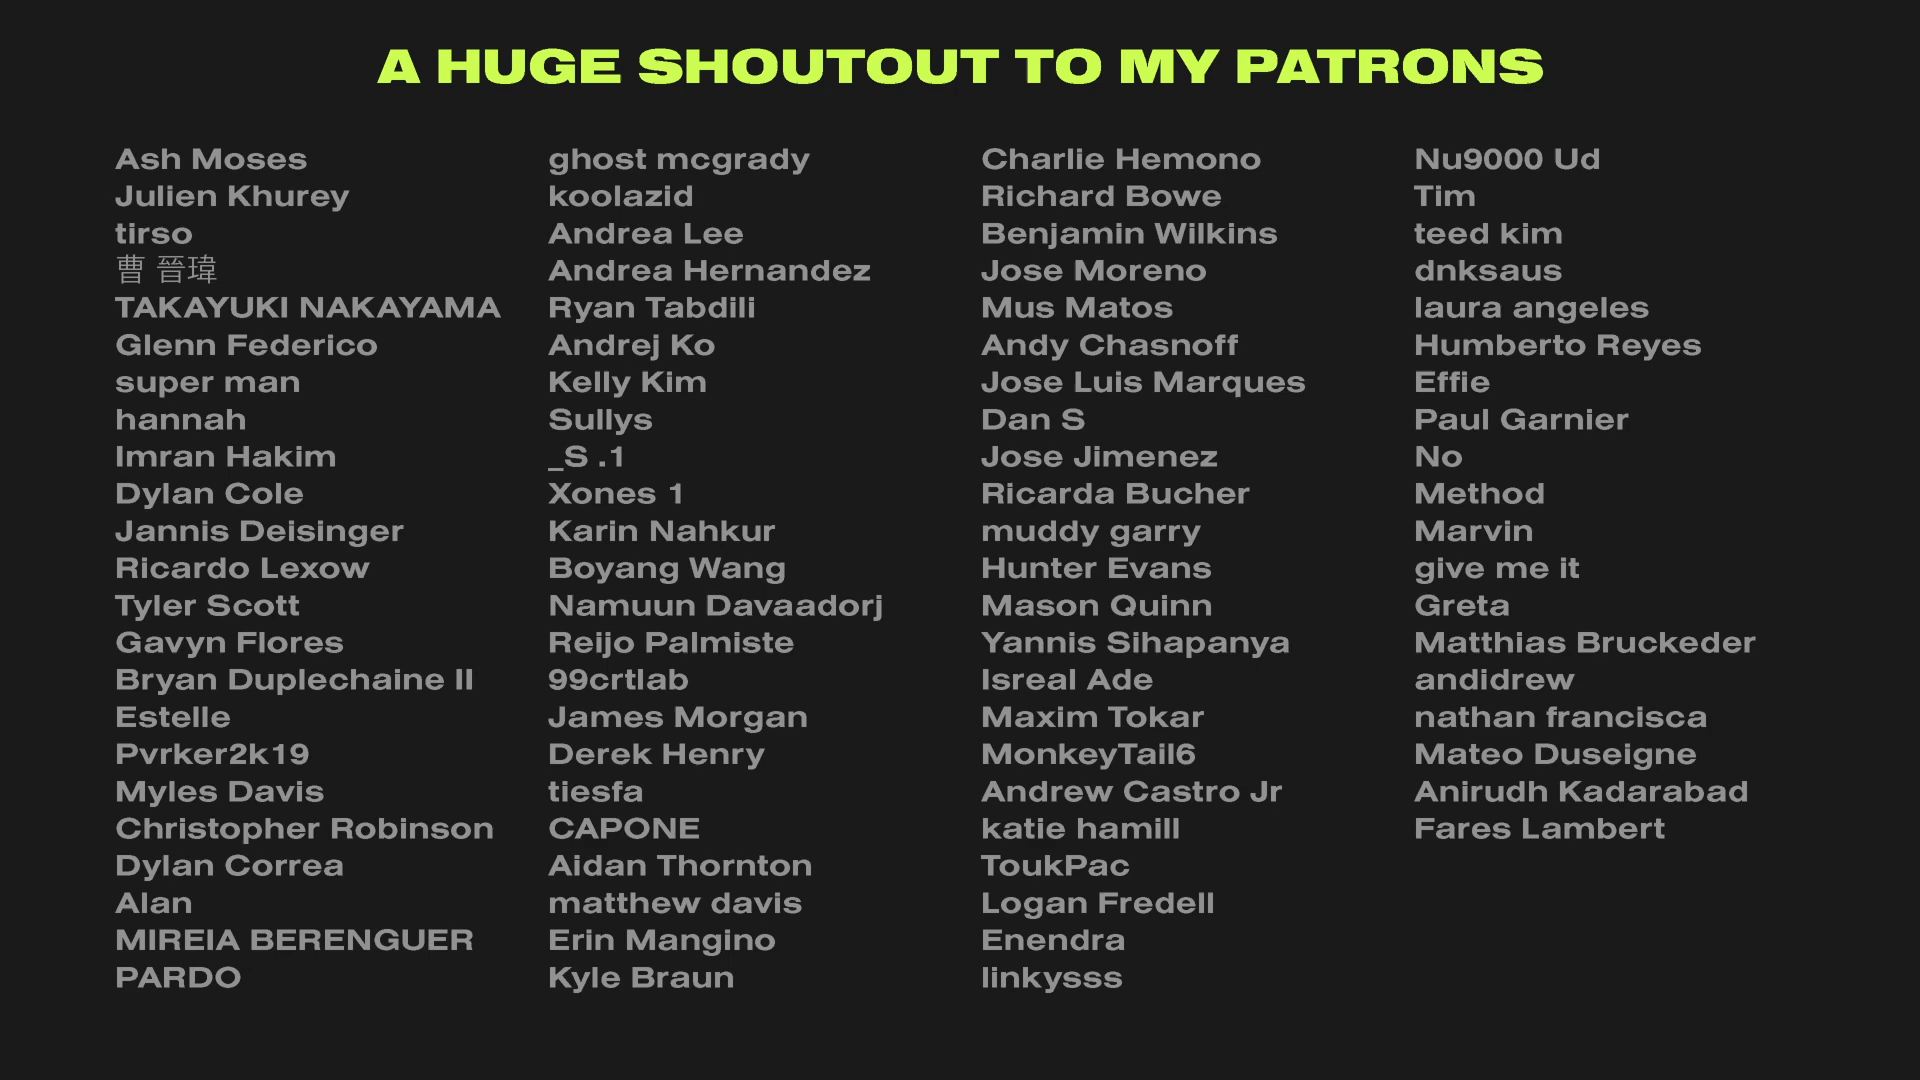 A HUGE SHOUTOUT TO MY PATRONS
Ash Moses
Julien Khurey
tirso
曹 晉瑋
TAKAYUKI NAKAYAMA
Glenn Federico
super man
hannah
Imran Hakim
Dylan Cole
Jannis Deisinger
Ricardo Lexow
Tyler Scott
Gavyn Flores
Bryan Duplechaine II
Estelle
Pvrker2k19
Myles Davis
Christopher Robinson
Dylan Correa
Alan
MIREIA BERENGUER
PARDO
ghost mcgrady
koolazid
Andrea Lee
Andrea Hernandez
Ryan Tabdili
Andrej Ko
Kelly Kim
Sullys
_S .1
Xones 1
Karin Nahkur
Boyang Wang
Namuun Davaadorj
Reijo Palmiste
99crtlab
James Morgan
Derek Henry
tiesfa
CAPONE
Aidan Thornton
matthew davis
Erin Mangino
Kyle Braun
Charlie Hemono
Richard Bowe
Benjamin Wilkins
Jose Moreno
Mus Matos
Andy Chasnoff
Jose Luis Marques
Dan S
Jose Jimenez
Ricarda Bucher
muddy garry
Hunter Evans
Mason Quinn
Yannis Sihapanya
Isreal Ade
Maxim Tokar
MonkeyTail6
Andrew Castro Jr
katie hamill
ToukPac
Logan Fredell
Enendra
linkysss
Nu9000 Ud
Tim
teed kim
dnksaus
laura angeles
Humberto Reyes
Effie
Paul Garnier
No
Method
Marvin
give me it
Greta
Matthias Bruckeder
andidrew
nathan francisca
Mateo Duseigne
Anirudh Kadarabad
Fares Lambert